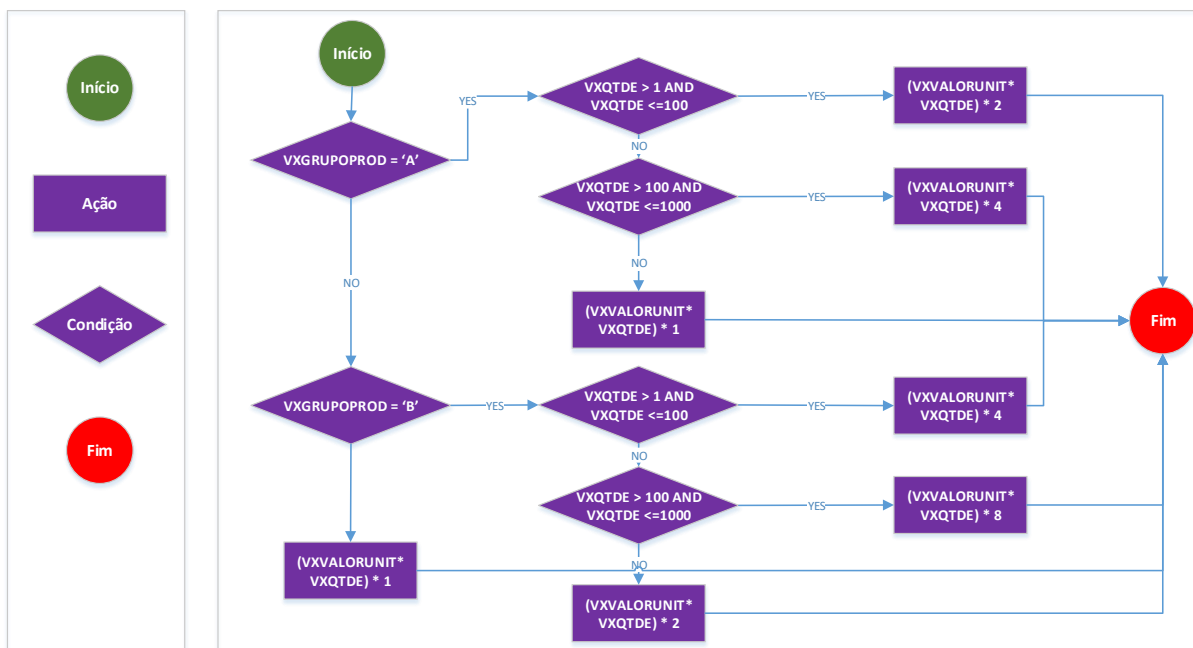 Início
Ação
Condição
Fim
Início
VXGRUPOPROD = ‘A’
YES
VXQTDE > 1 AND
VXQTDE <=100
YES
(VXVALORUNIT*
VXQTDE) * 2
NO
VXQTDE > 100 AND
VXQTDE <=1000
YES
(VXVALORUNIT*
VXQTDE) * 4
NO
(VXVALORUNIT*
VXQTDE) * 1
Fim
NO
VXGRUPOPROD = ‘B’
YES
VXQTDE > 1 AND
VXQTDE <=100
YES
(VXVALORUNIT*
VXQTDE) * 4
NO
VXQTDE > 100 AND
VXQTDE <=1000
YES
(VXVALORUNIT*
VXQTDE) * 8
NO
(VXVALORUNIT*
VXQTDE) * 1
(VXVALORUNIT*
VXQTDE) * 2